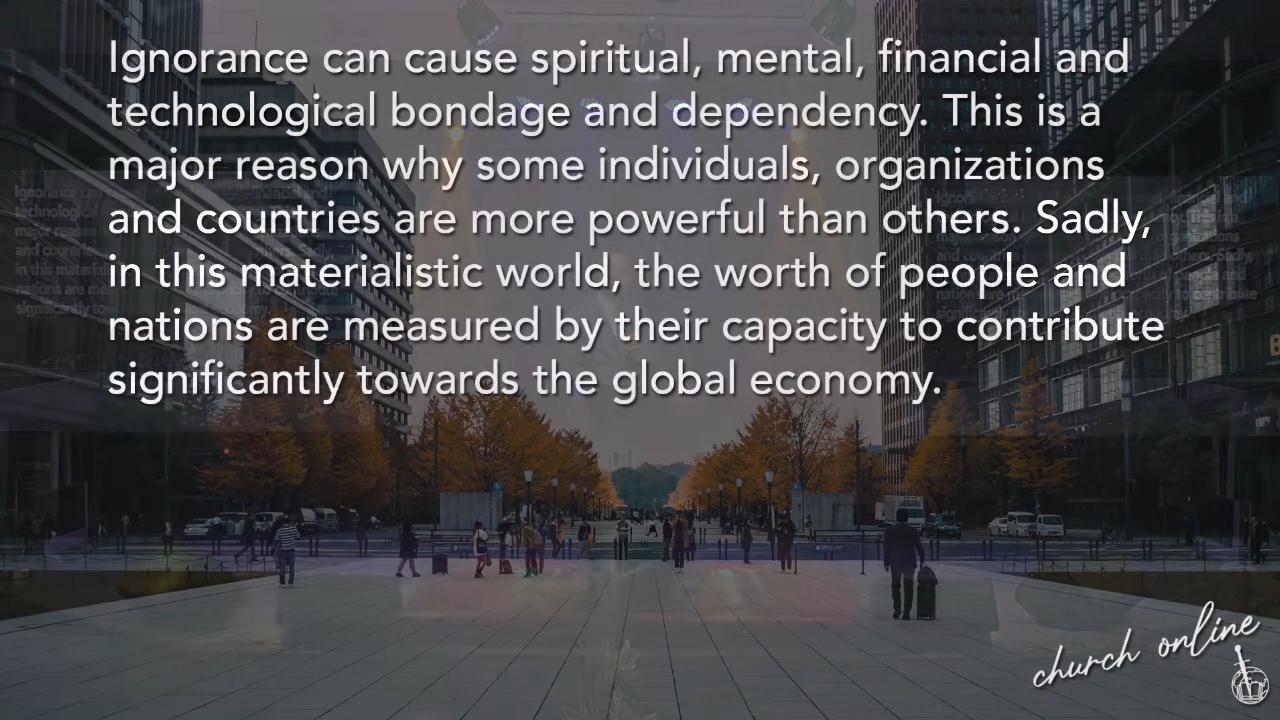 Ignorance can cause spiritual, mental, financial and
technological bondage and dependency. This is a
major reason why some individuals, organizations
and countries are more powerful than others. Sadly,
in this materialistic world, the worth of people and
nations are measured by their capacity to contribute
significantly towards the global economy.
church online